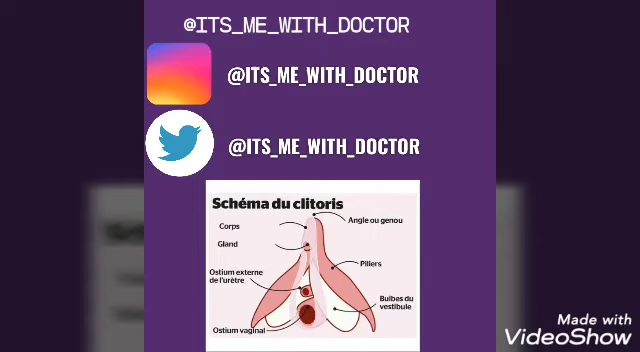 @ITS_ME_WITH_DOCTOR
@ITS_ME_WITH_DOCTOR
@ITS_ME_WITH_DOCTOR
Schéma du clitoris
Angle ou genou
Corps
Gland
Piliers
Ostium externe
de l'urètre
Bulbes du
vestibule
Ostium vaginal
Made with
VideoShow